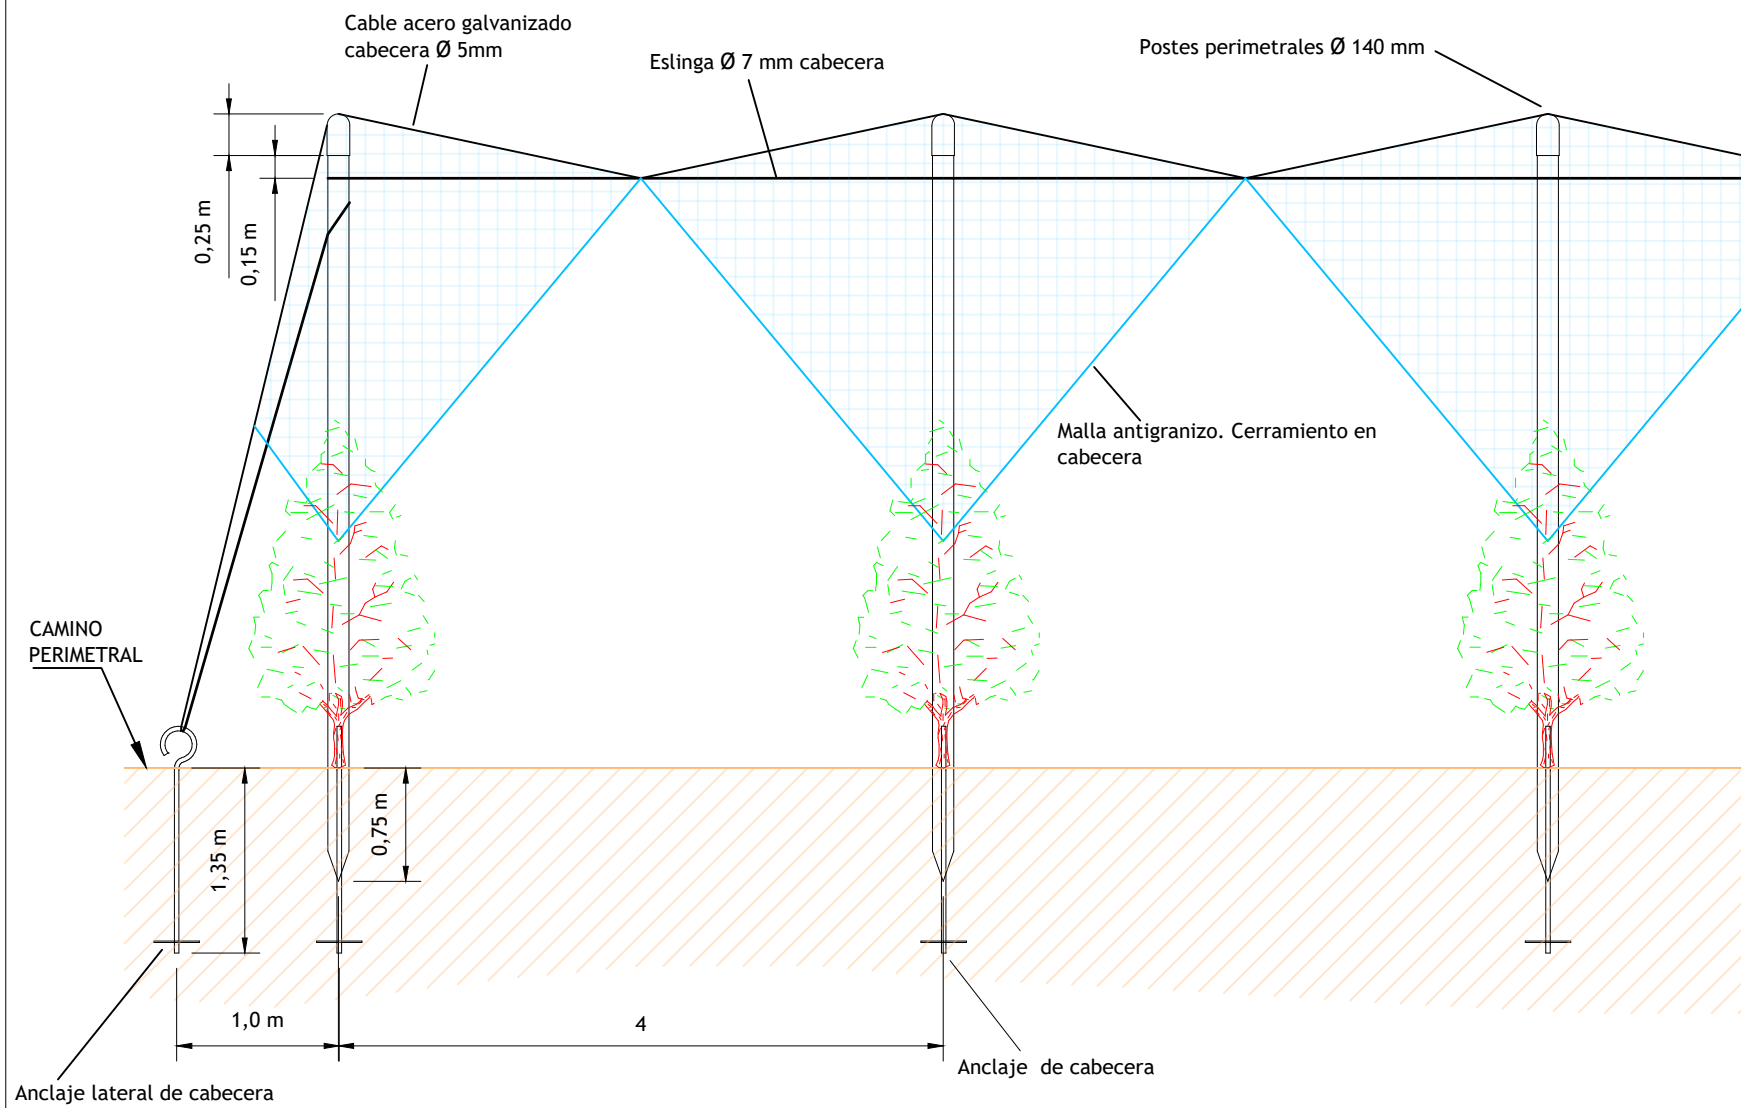 Cable acero galvanizado
cabecera Ø 5mm
Eslinga Ø 7 mm cabecera
Postes perimetrales Ø 140 mm
0,25 m
0,15 m
Malla antigranizo. Cerramiento en
cabecera
CAMINO
PERIMETRAL
1,35 m
0,75 m
1,0 m
4
Anclaje de cabecera
Anclaje lateral de cabecera